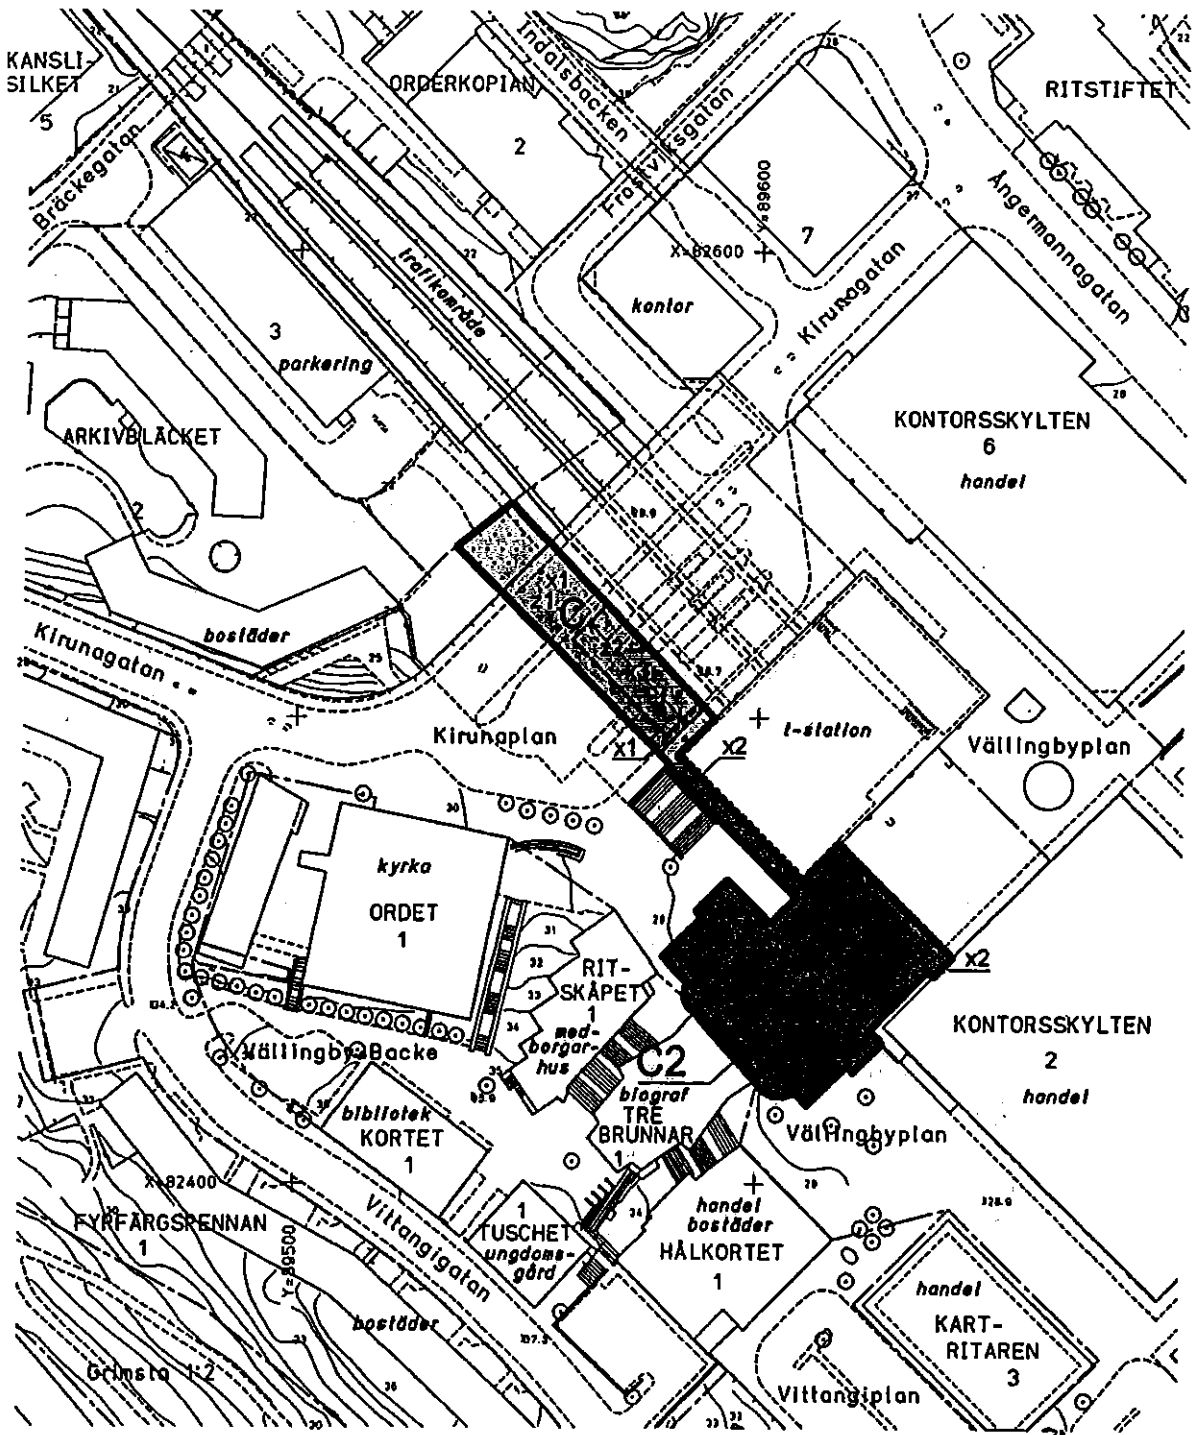 KANSLI-
SILKET
5
Bräckegatan
ORDERKOPIAN
2
Indalsbacken
Frostviksgatan
RITSTIFTET
Ångermannagatan
Y=89600
X=82600
7
Kirunagatan
kontor
trafikområde
3
parkering
ARKIVBLÄCKET
2
KONTORSSKYLTEN
6
handel
Kirunagatan
bostäder
Kirunaplan
x1
C
x1
x2
t-station
Vällingbyplan
kyrka
ORDET
1
RIT-
SKÅPET
1
med-
borgar-
hus
x2
KONTORSSKYLTEN
2
handel
Vällingby Backe
C2
biograf
TRE
BRUNNAR
1
Vällingbyplan
bibliotek
KORTET
1
X=82400
FYRFÄRGSPENNAN
1
Y=89500
Vittangigatan
1
TUSCHET
ungdoms-
gård
handel
bostäder
HÅLKORTET
1
handel
KART-
RITAREN
3
bostäder
Grimsta 1:2
Vittangiplan